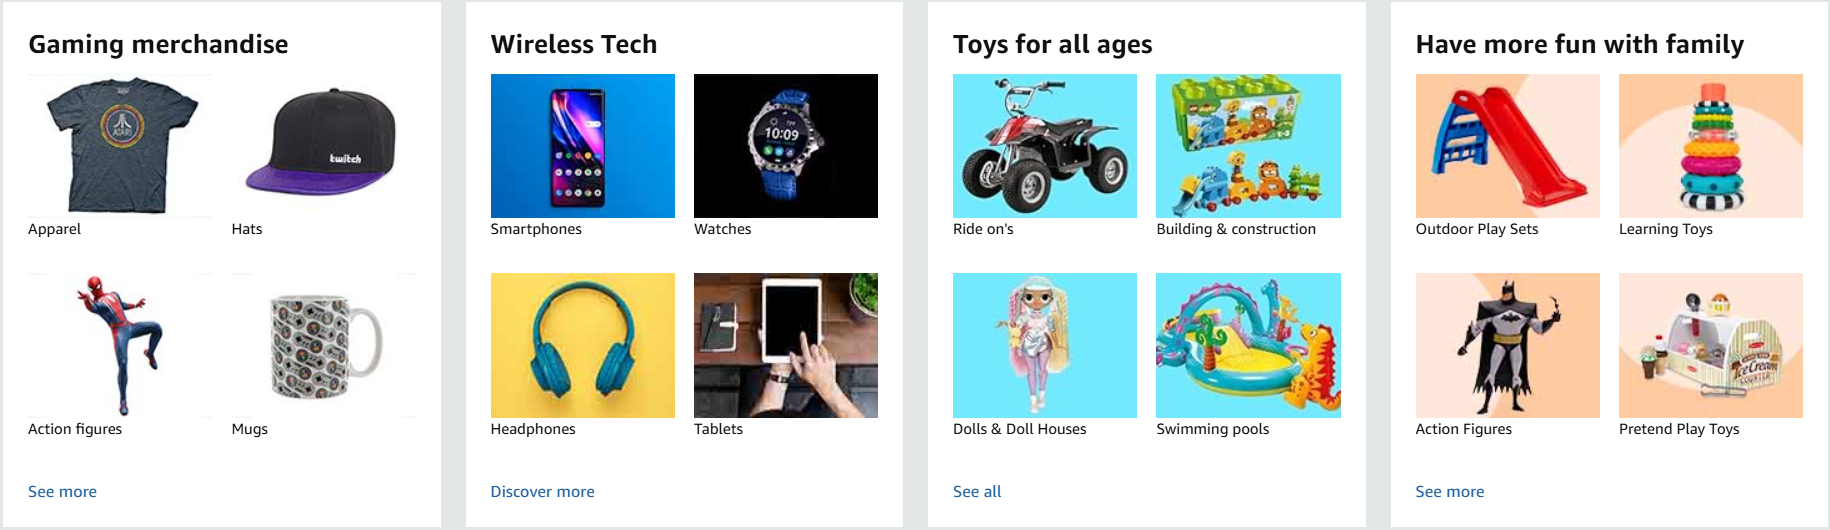 Gaming merchandise
ATARI
Apparel
twitch
Hats
Action figures
Mugs
See more
Wireless Tech
Smartphones
10:09
Watches
Headphones
Tablets
Discover more
Toys for all ages
Ride on's
Building & construction
Dolls & Doll Houses
Swimming pools
See all
Have more fun with family
Outdoor Play Sets
Learning Toys
Action Figures
Ice Cream
COUNTER
Pretend Play Toys
See more